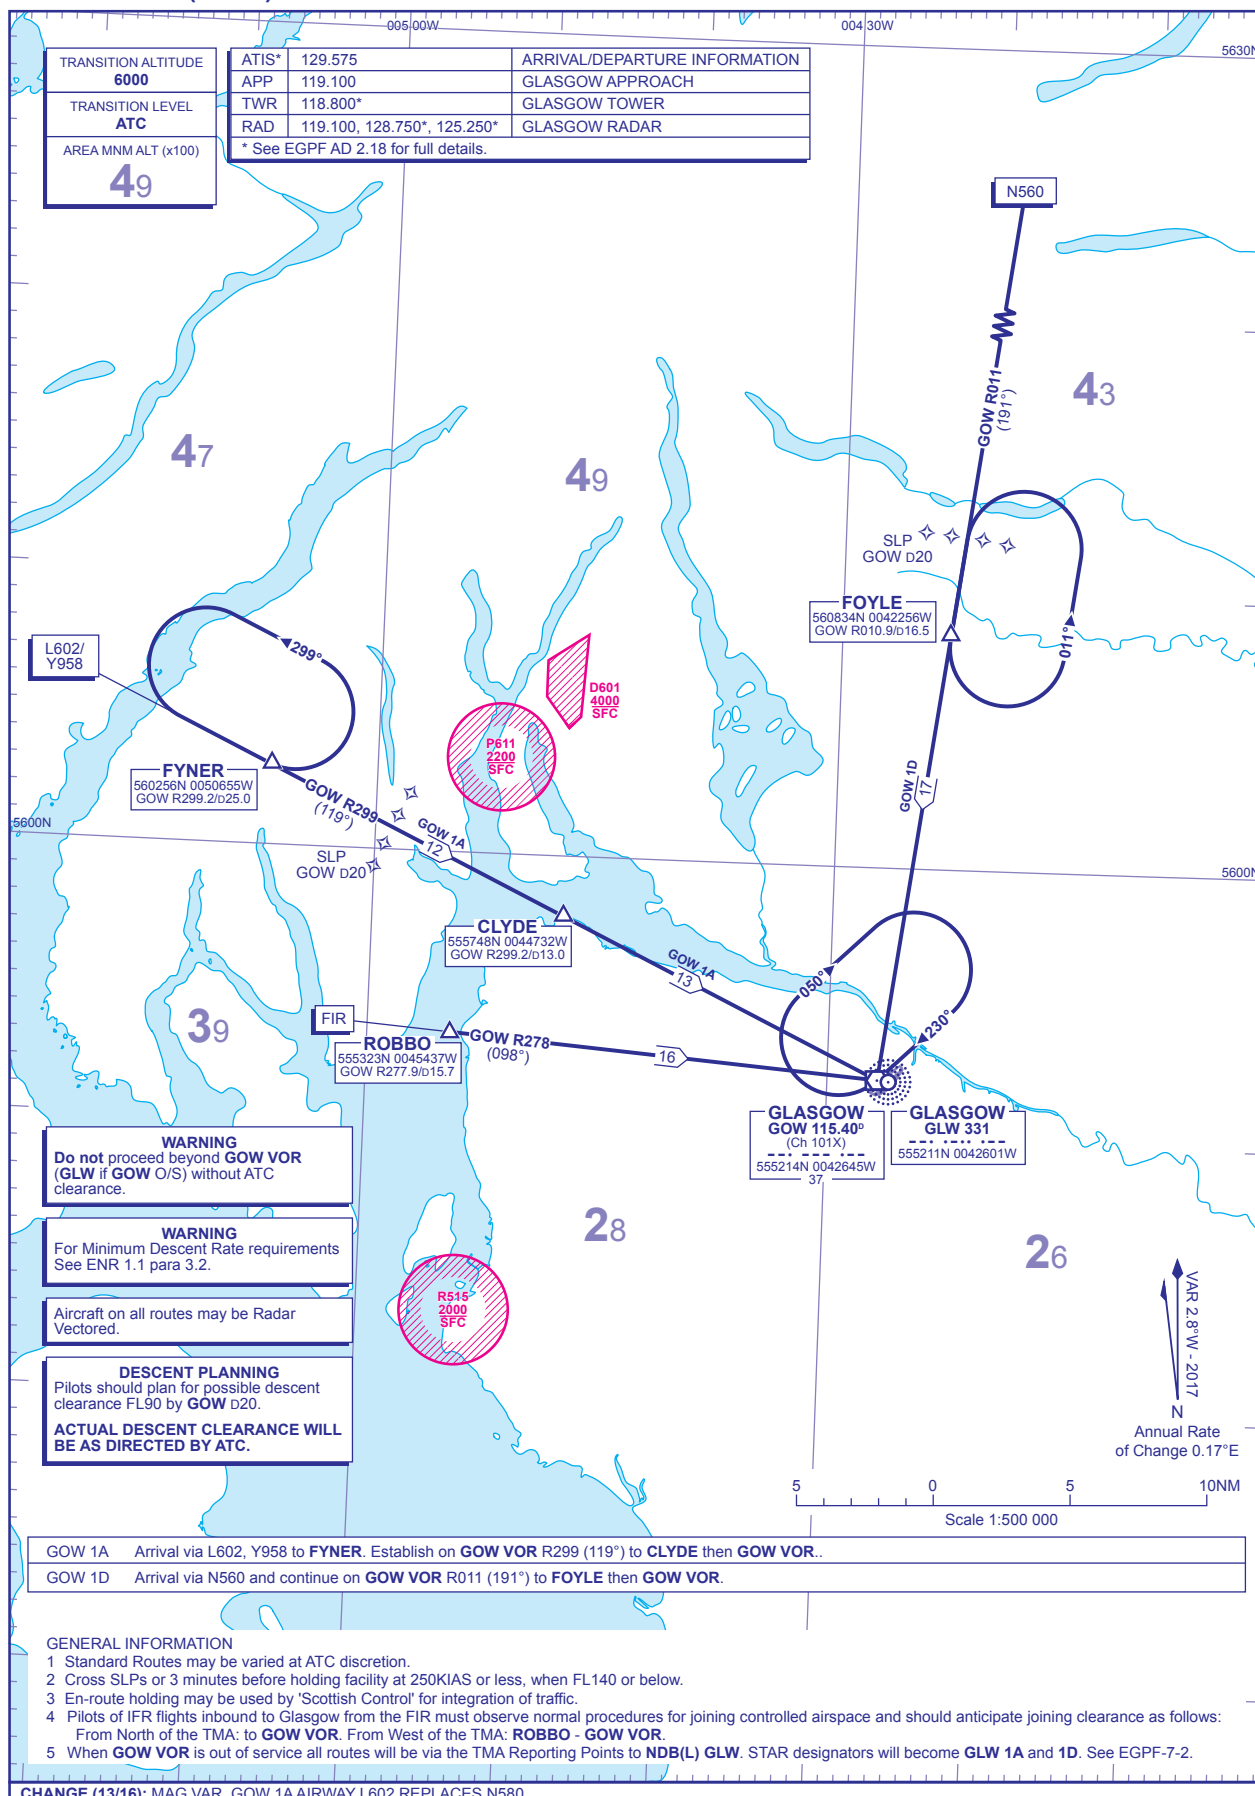 005.00W
004.30W
5630N
TRANSITION ALTITUDE
6000
TRANSITION LEVEL
ATC
AREA MNM ALT (x100)
49
ATIS* 129.575 ARRIVAL/DEPARTURE INFORMATION
APP 119.100 GLASGOW APPROACH
TWR 118.800* GLASGOW TOWER
RAD 119.100, 128.750*, 125.250* GLASGOW RADAR
* See EGPF AD 2.18 for full details.
N560
GOW R011
(191°)
43
47
49
SLP
GOW D20
FOYLE
560834N 0042256W
GOW R010.9/D16.5
011°
L602/
Y958
299°
D601
4000
SFC
P611
2200
SFC
FYNER
560256N 0050655W
GOW R299.2/D25.0
GOW R299
(119°)
GOW 1A
12
GOW 1D
17
5600N
5600N
SLP
GOW D20
CLYDE
555748N 0044732W
GOW R299.2/D13.0
GOW 1A
13
050°
230°
39
FIR
ROBBO
555323N 0045437W
GOW R277.9/D15.7
GOW R278
(098°)
16
GLASGOW
GOW 115.40D
(Ch 101X)
555214N 0042645W
37
GLASGOW
GLW 331
555211N 0042601W
WARNING
Do not proceed beyond GOW VOR
(GLW if GOW O/S) without ATC
clearance.
WARNING
For Minimum Descent Rate requirements
See ENR 1.1 para 3.2.
Aircraft on all routes may be Radar
Vectored.
DESCENT PLANNING
Pilots should plan for possible descent
clearance FL90 by GOW D20.
ACTUAL DESCENT CLEARANCE WILL
BE AS DIRECTED BY ATC.
28
26
R515
2000
SFC
VAR 2.8°W - 2017
N
Annual Rate
of Change 0.17°E
5 0 5 10NM
Scale 1:500 000
GOW 1A Arrival via L602, Y958 to FYNER. Establish on GOW VOR R299 (119°) to CLYDE then GOW VOR..
GOW 1D Arrival via N560 and continue on GOW VOR R011 (191°) to FOYLE then GOW VOR.
GENERAL INFORMATION
1 Standard Routes may be varied at ATC discretion.
2 Cross SLPs or 3 minutes before holding facility at 250KIAS or less, when FL140 or below.
3 En-route holding may be used by 'Scottish Control' for integration of traffic.
4 Pilots of IFR flights inbound to Glasgow from the FIR must observe normal procedures for joining controlled airspace and should anticipate joining clearance as follows:
From North of the TMA: to GOW VOR. From West of the TMA: ROBBO - GOW VOR.
5 When GOW VOR is out of service all routes will be via the TMA Reporting Points to NDB(L) GLW. STAR designators will become GLW 1A and 1D. See EGPF-7-2.
CHANGE (13/16): MAG VAR. GOW 1A AIRWAY L602 REPLACES N580.